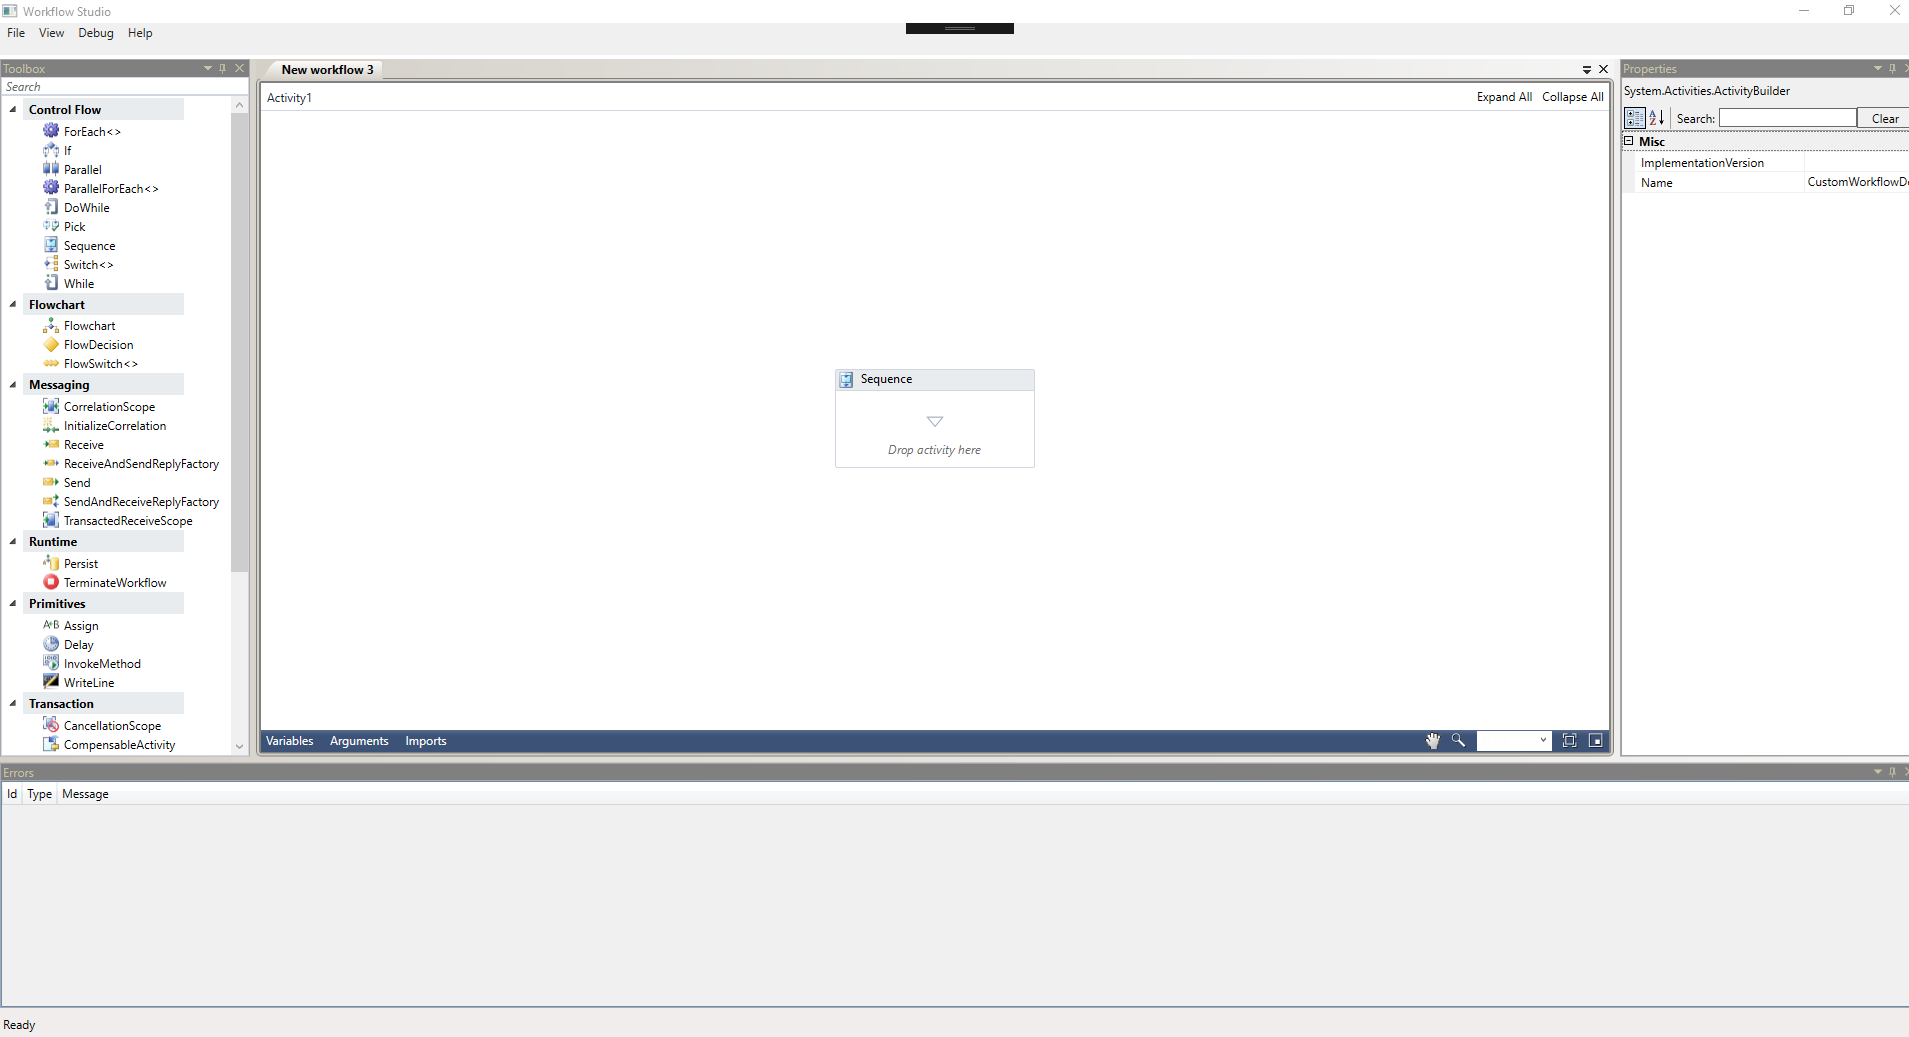 Workflow Studio
File View Debug Help
Toolbox
Search
Control Flow
ForEach<>
If
Parallel
ParallelForEach<>
DoWhile
Pick
Sequence
Switch<>
While
Flowchart
Flowchart
FlowDecision
FlowSwitch<>
Messaging
CorrelationScope
InitializeCorrelation
Receive
ReceiveAndSendReplyFactory
Send
SendAndReceiveReplyFactory
TransactedReceiveScope
Runtime
Persist
TerminateWorkflow
Primitives
A+B Assign
Delay
InvokeMethod
WriteLine
Transaction
CancellationScope
CompensableActivity
New workflow 3
Activity1 Expand All Collapse All
Sequence
Drop activity here
Variables Arguments Imports
Properties
System.Activities.ActivityBuilder
Search: Clear
Misc
ImplementationVersion
Name CustomWorkflowDe
Errors
Id Type Message
Ready